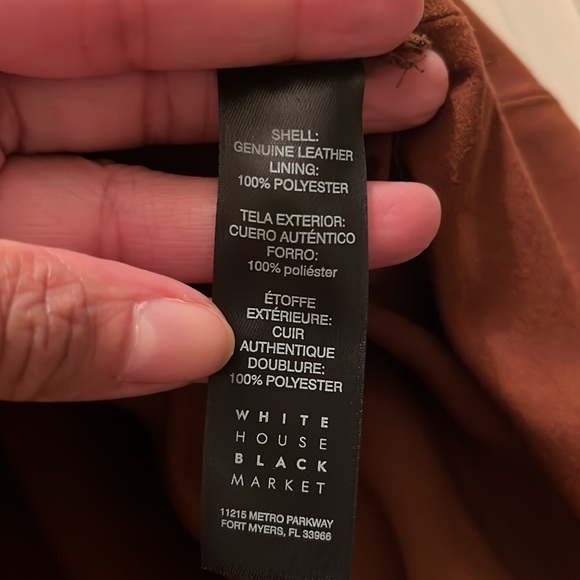 SHELL:
GENUINE LEATHER
LINING:
100% POLYESTER
TELA EXTERIOR:
CUERO AUTÉNTICO
FORRO:
100% poliéster
ÉTOFFE
EXTÉRIEURE:
CUIR
AUTHENTIQUE
DOUBLURE:
100% POLYESTER
WHITE
HOUSE
BLACK
MARKET
11215 METRO PARKWAY
FORT MYERS, FL 33966